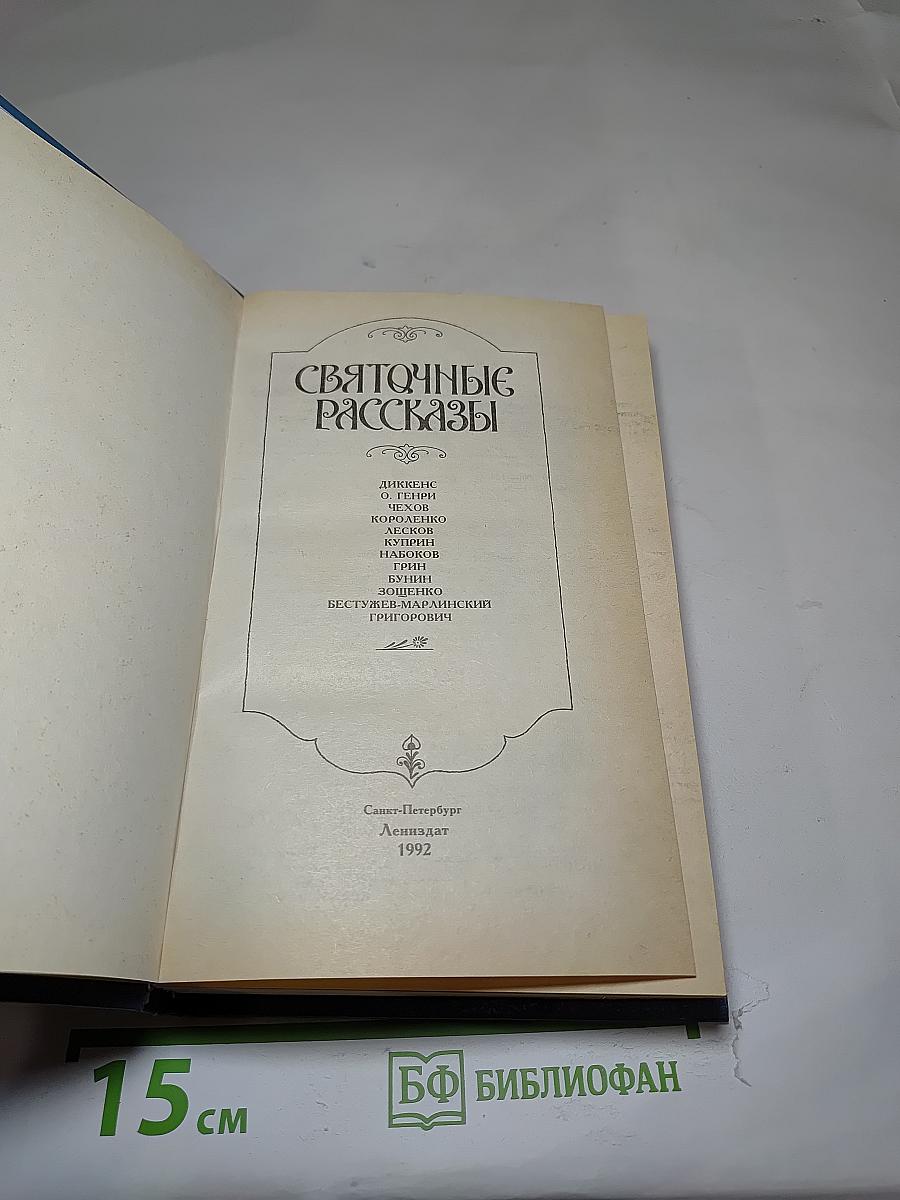 СВЯТОЧНЫЕ
РАССКАЗЫ
ДИККЕНС
О. ГЕНРИ
ЧЕХОВ
КОРОЛЕНКО
ЛЕСКОВ
КУПРИН
НАБОКОВ
ГРИН
БУНИН
ЗОЩЕНКО
БЕСТУЖЕВ-МАРЛИНСКИЙ
ГРИГОРОВИЧ
Санкт-Петербург
Лениздат
1992
15 см
БФ БИБЛИОФАН